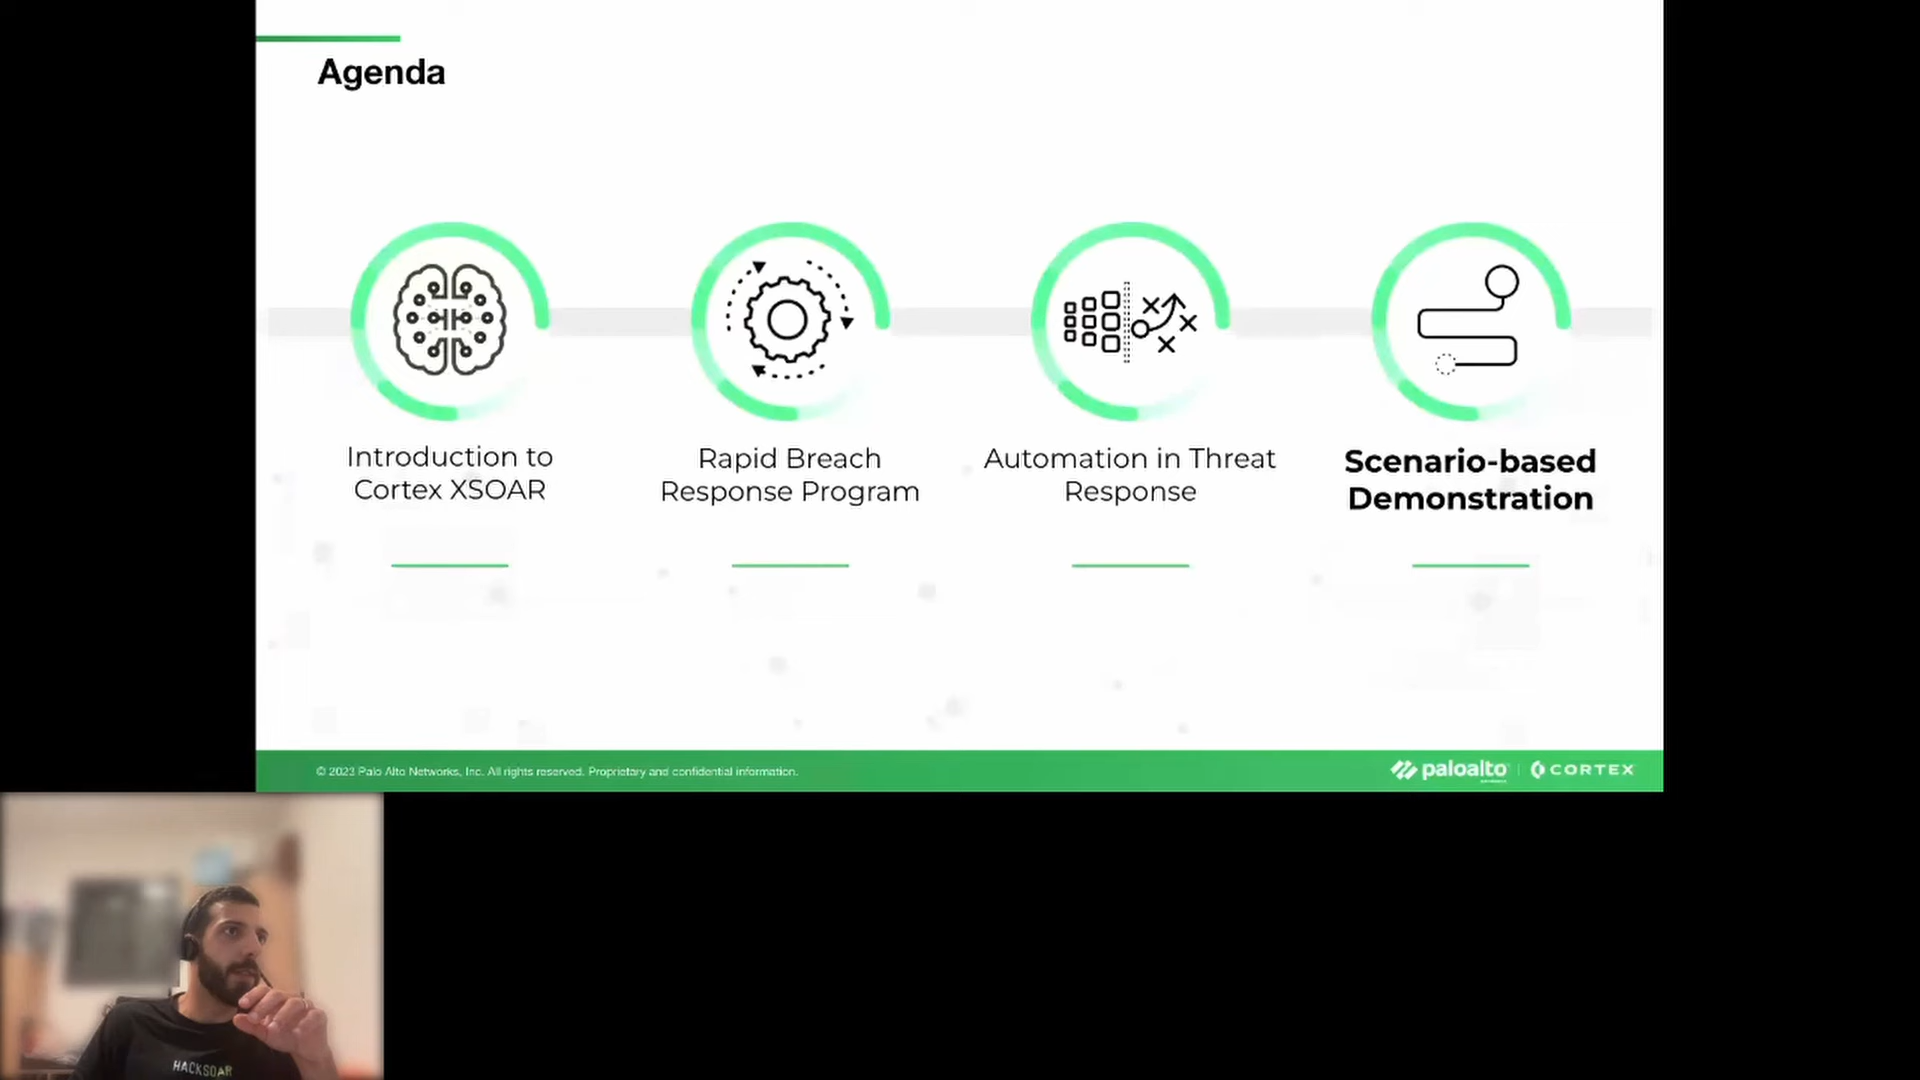 Agenda
Introduction to
Cortex XSOAR
Rapid Breach
Response Program
Automation in Threat
Response
Scenario-based
Demonstration
© 2023 Palo Alto Networks, Inc. All rights reserved. Proprietary and confidential information.
paloalto
CORTEX
HACKSOAR